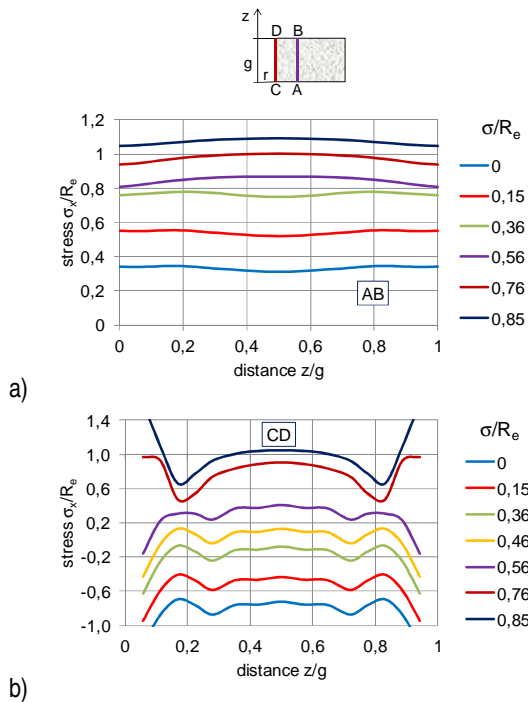 z
D B
g
r
C A
σ/Rₑ
1,2
1
0,8
0,6
0,4
0,2
0
stress σₓ/Rₑ
0
0,15
0,36
0,56
0,76
0,85
AB
0 0,2 0,4 0,6 0,8 1
distance z/g
a)
1,4
1,0
0,6
0,2
-0,2
-0,6
-1,0
stress σₓ/Rₑ
CD
σ/Rₑ
0
0,15
0,36
0,46
0,56
0,76
0,85
0 0,2 0,4 0,6 0,8 1
distance z/g
b)